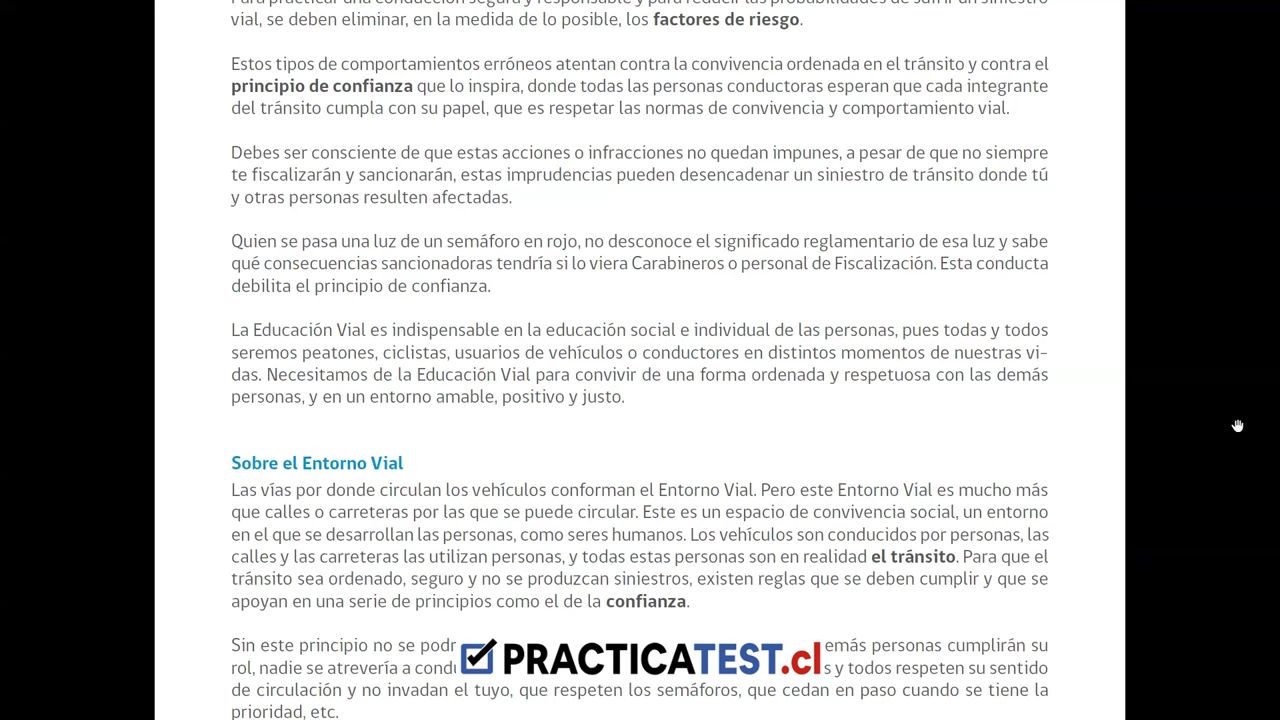 vial, se deben eliminar, en la medida de lo posible, los factores de riesgo.
Estos tipos de comportamientos erróneos atentan contra la convivencia ordenada en el tránsito y contra el
principio de confianza que lo inspira, donde todas las personas conductoras esperan que cada integrante
del tránsito cumpla con su papel, que es respetar las normas de convivencia y comportamiento vial.
Debes ser consciente de que estas acciones o infracciones no quedan impunes, a pesar de que no siempre
te fiscalizarán y sancionarán, estas imprudencias pueden desencadenar un siniestro de tránsito donde tú
y otras personas resulten afectadas.
Quien se pasa una luz de un semáforo en rojo, no desconoce el significado reglamentario de esa luz y sabe
qué consecuencias sancionadoras tendría si lo viera Carabineros o personal de Fiscalización. Esta conducta
debilita el principio de confianza.
La Educación Vial es indispensable en la educación social e individual de las personas, pues todas y todos
seremos peatones, ciclistas, usuarios de vehículos o conductores en distintos momentos de nuestras vi-
das. Necesitamos de la Educación Vial para convivir de una forma ordenada y respetuosa con las demás
personas, y en un entorno amable, positivo y justo.
Sobre el Entorno Vial
Las vías por donde circulan los vehículos conforman el Entorno Vial. Pero este Entorno Vial es mucho más
que calles o carreteras por las que se puede circular. Este es un espacio de convivencia social, un entorno
en el que se desarrollan las personas, como seres humanos. Los vehículos son conducidos por personas, las
calles y las carreteras las utilizan personas, y todas estas personas son en realidad el tránsito. Para que el
tránsito sea ordenado, seguro y no se produzcan siniestros, existen reglas que se deben cumplir y que se
apoyan en una serie de principios como el de la confianza.
Sin este principio no se personas cumplirán su
rol, nadie se atrevería a y todos respeten su sentido
PRACTICATEST.cl
de circulación y no invadan el tuyo, que respeten los semáforos, que cedan en paso cuando se tiene la
prioridad, etc.